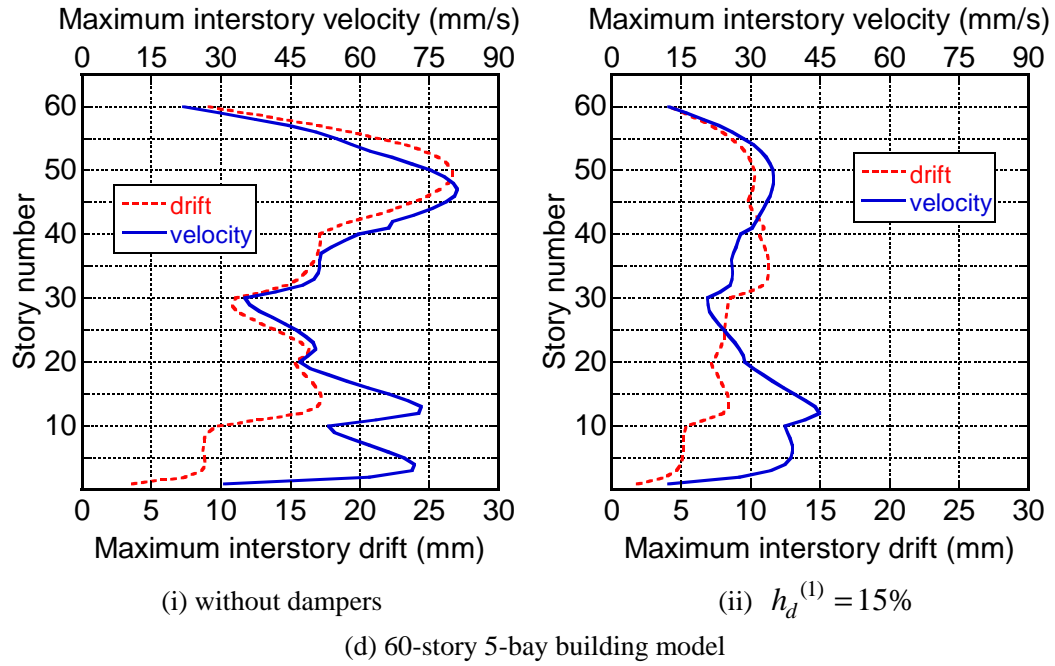 Maximum interstory velocity (mm/s)
0 15 30 45 60 75 90
60
50
40
30
20
10
Story number
drift
velocity
0 5 10 15 20 25 30
Maximum interstory drift (mm)
(i) without dampers
Maximum interstory velocity (mm/s)
0 15 30 45 60 75 90
60
50
40
30
20
10
Story number
drift
velocity
0 5 10 15 20 25 30
Maximum interstory drift (mm)
(ii) h_d^(1) = 15%
(d) 60-story 5-bay building model